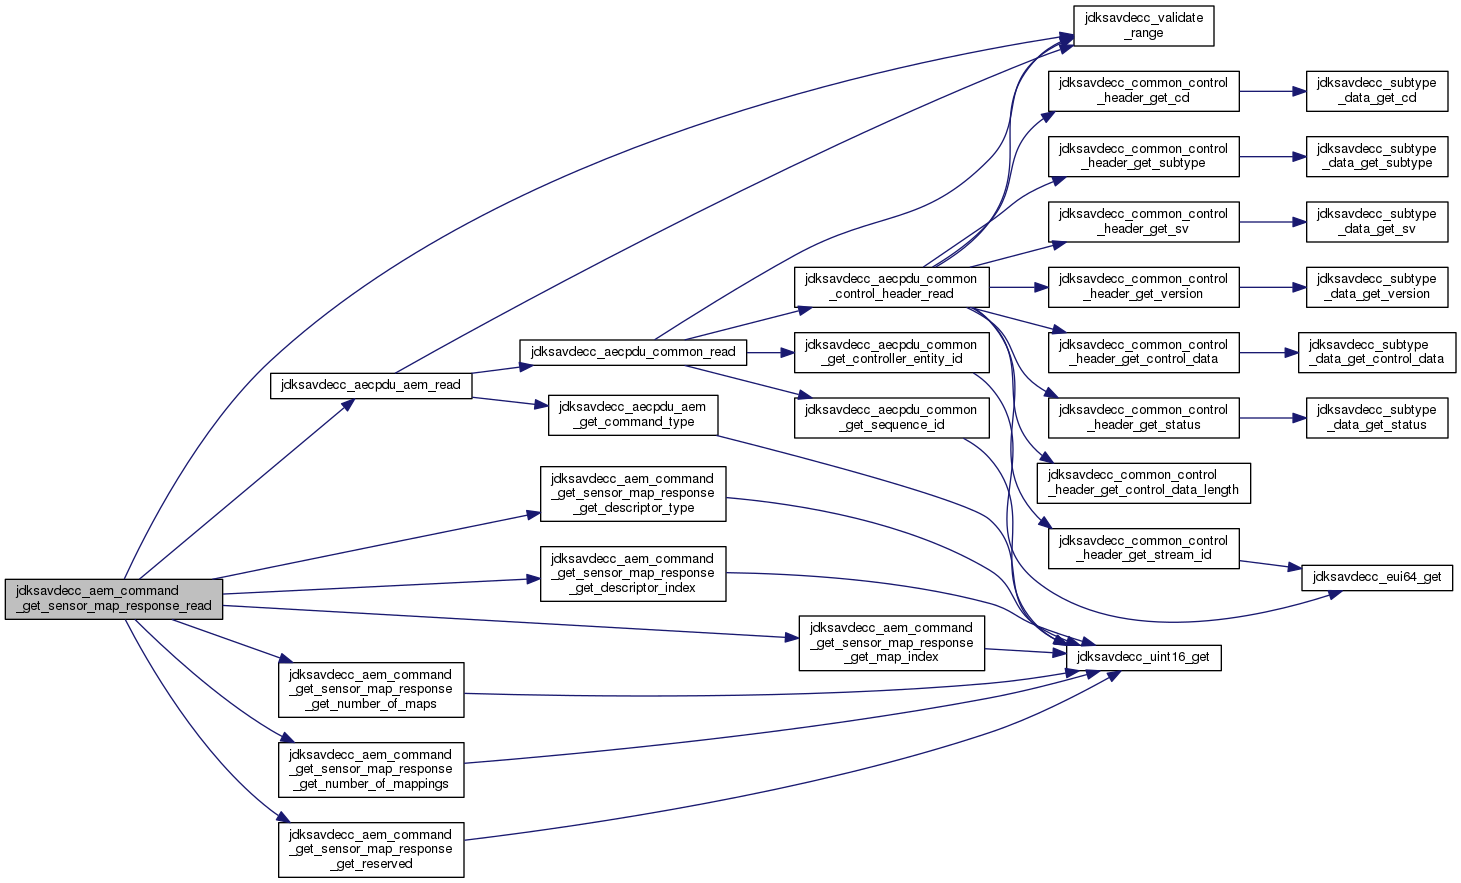 jdksavdecc_validate
_range
jdksavdecc_common_control
_header_get_cd
jdksavdecc_subtype
_data_get_cd
jdksavdecc_common_control
_header_get_subtype
jdksavdecc_subtype
_data_get_subtype
jdksavdecc_common_control
_header_get_sv
jdksavdecc_subtype
_data_get_sv
jdksavdecc_aecpdu_common
_control_header_read
jdksavdecc_common_control
_header_get_version
jdksavdecc_subtype
_data_get_version
jdksavdecc_aecpdu_common_read
jdksavdecc_aecpdu_common
_get_controller_entity_id
jdksavdecc_common_control
_header_get_control_data
jdksavdecc_subtype
_data_get_control_data
jdksavdecc_aecpdu_aem_read
jdksavdecc_aecpdu_aem
_get_command_type
jdksavdecc_aecpdu_common
_get_sequence_id
jdksavdecc_common_control
_header_get_status
jdksavdecc_subtype
_data_get_status
jdksavdecc_common_control
_header_get_control_data_length
jdksavdecc_aem_command
_get_sensor_map_response
_get_descriptor_type
jdksavdecc_common_control
_header_get_stream_id
jdksavdecc_eui64_get
jdksavdecc_aem_command
_get_sensor_map_response
_get_descriptor_index
jdksavdecc_aem_command
_get_sensor_map_response_read
jdksavdecc_aem_command
_get_sensor_map_response
_get_map_index
jdksavdecc_uint16_get
jdksavdecc_aem_command
_get_sensor_map_response
_get_number_of_maps
jdksavdecc_aem_command
_get_sensor_map_response
_get_number_of_mappings
jdksavdecc_aem_command
_get_sensor_map_response
_get_reserved